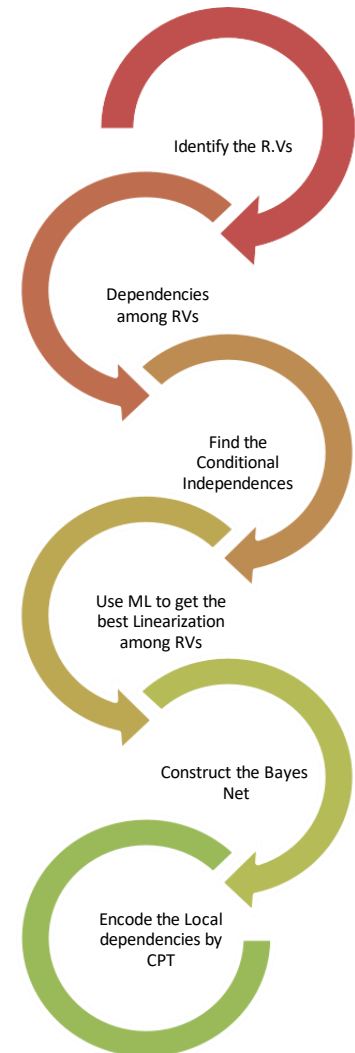 Identify the R.Vs
Dependencies
among RVs
Find the
Conditional
Independences
Use ML to get the
best Linearization
among RVs
Construct the Bayes
Net
Encode the Local
dependencies by
CPT